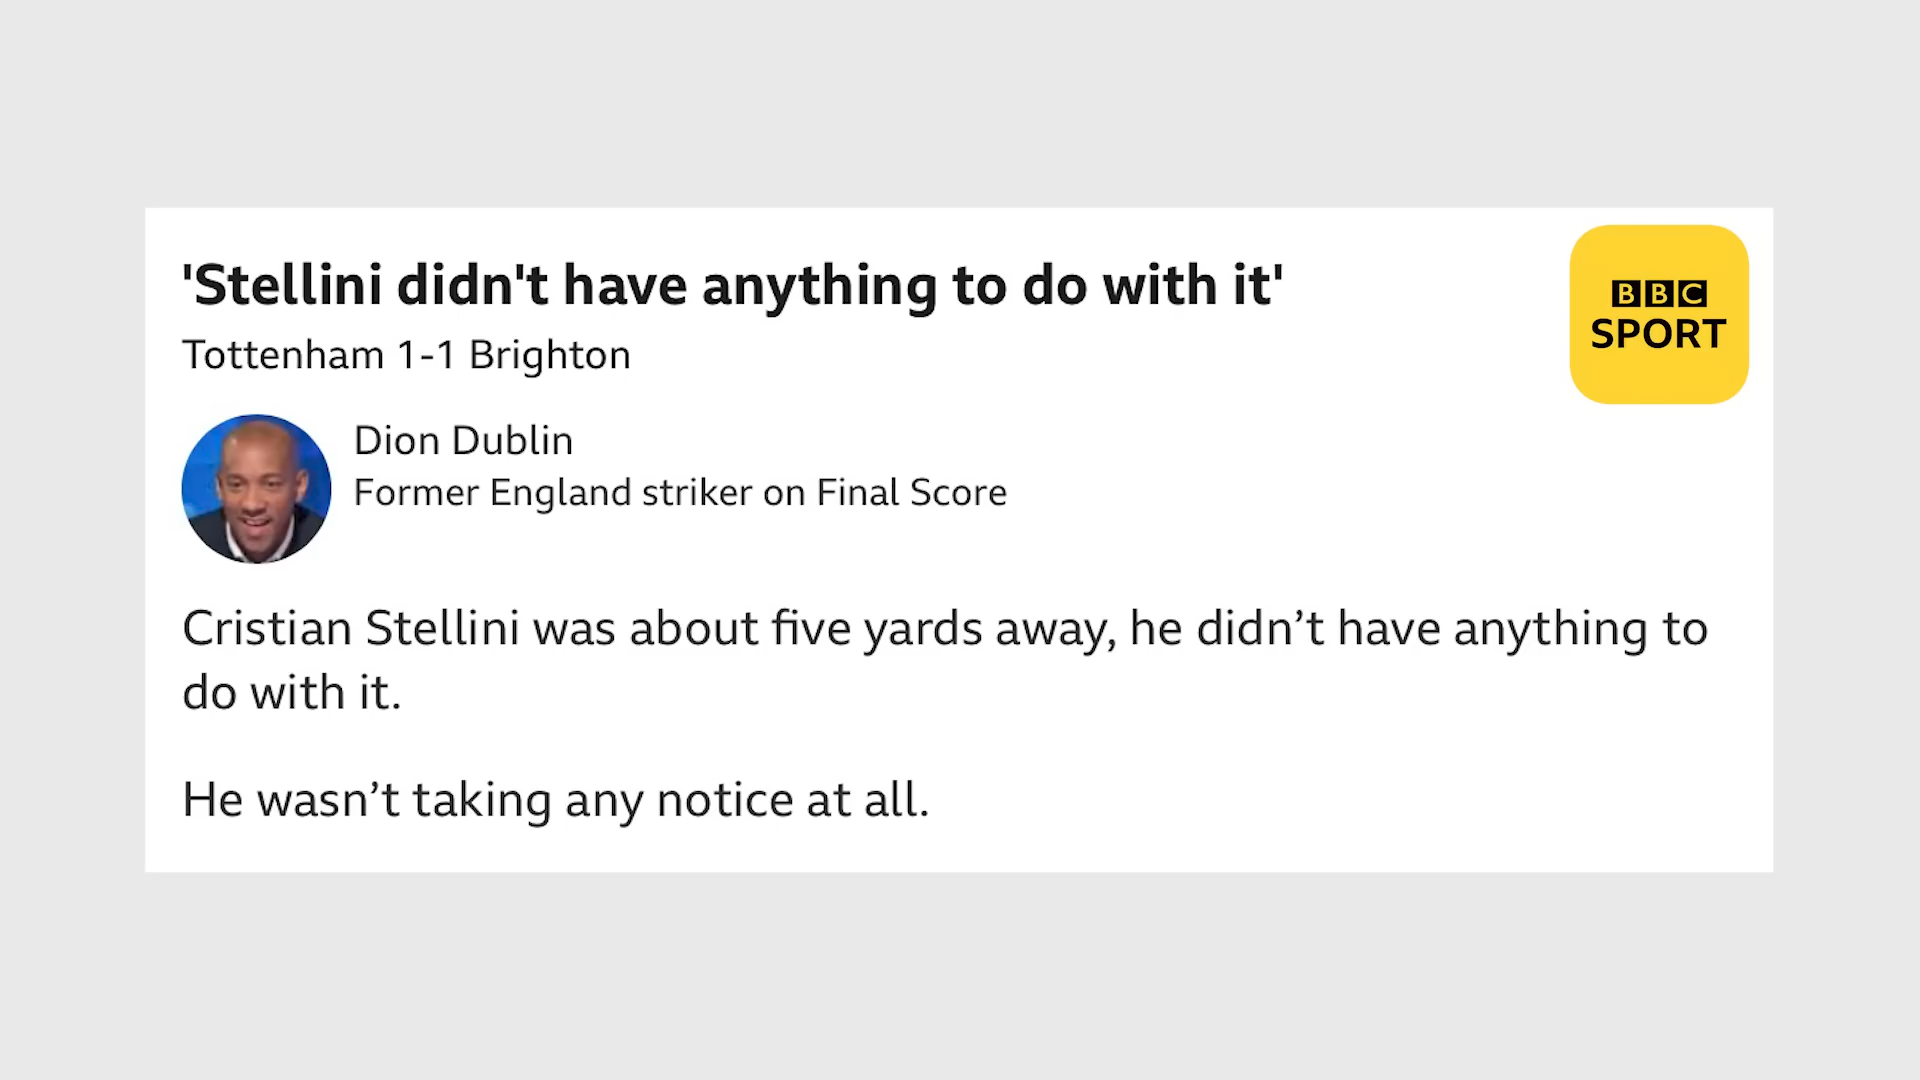 'Stellini didn't have anything to do with it'
BBC
SPORT
Tottenham 1-1 Brighton
Dion Dublin
Former England striker on Final Score
Cristian Stellini was about five yards away, he didn’t have anything to
do with it.
He wasn’t taking any notice at all.